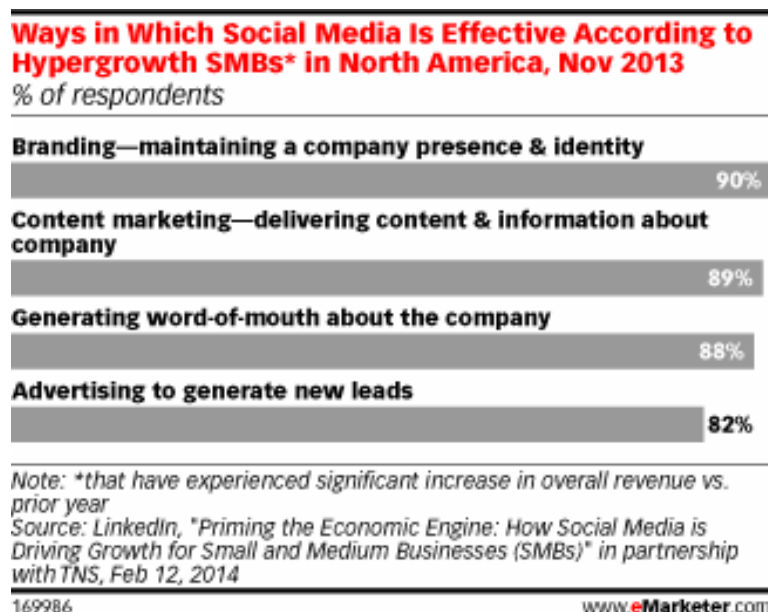 Ways in Which Social Media Is Effective According to
Hypergrowth SMBs* in North America, Nov 2013
% of respondents
Branding—maintaining a company presence & identity
90%
Content marketing—delivering content & information about
company
89%
Generating word-of-mouth about the company
88%
Advertising to generate new leads
82%
Note: *that have experienced significant increase in overall revenue vs.
prior year
Source: LinkedIn, "Priming the Economic Engine: How Social Media is
Driving Growth for Small and Medium Businesses (SMBs)" in partnership
with TNS, Feb 12, 2014
169986 www.eMarketer.com